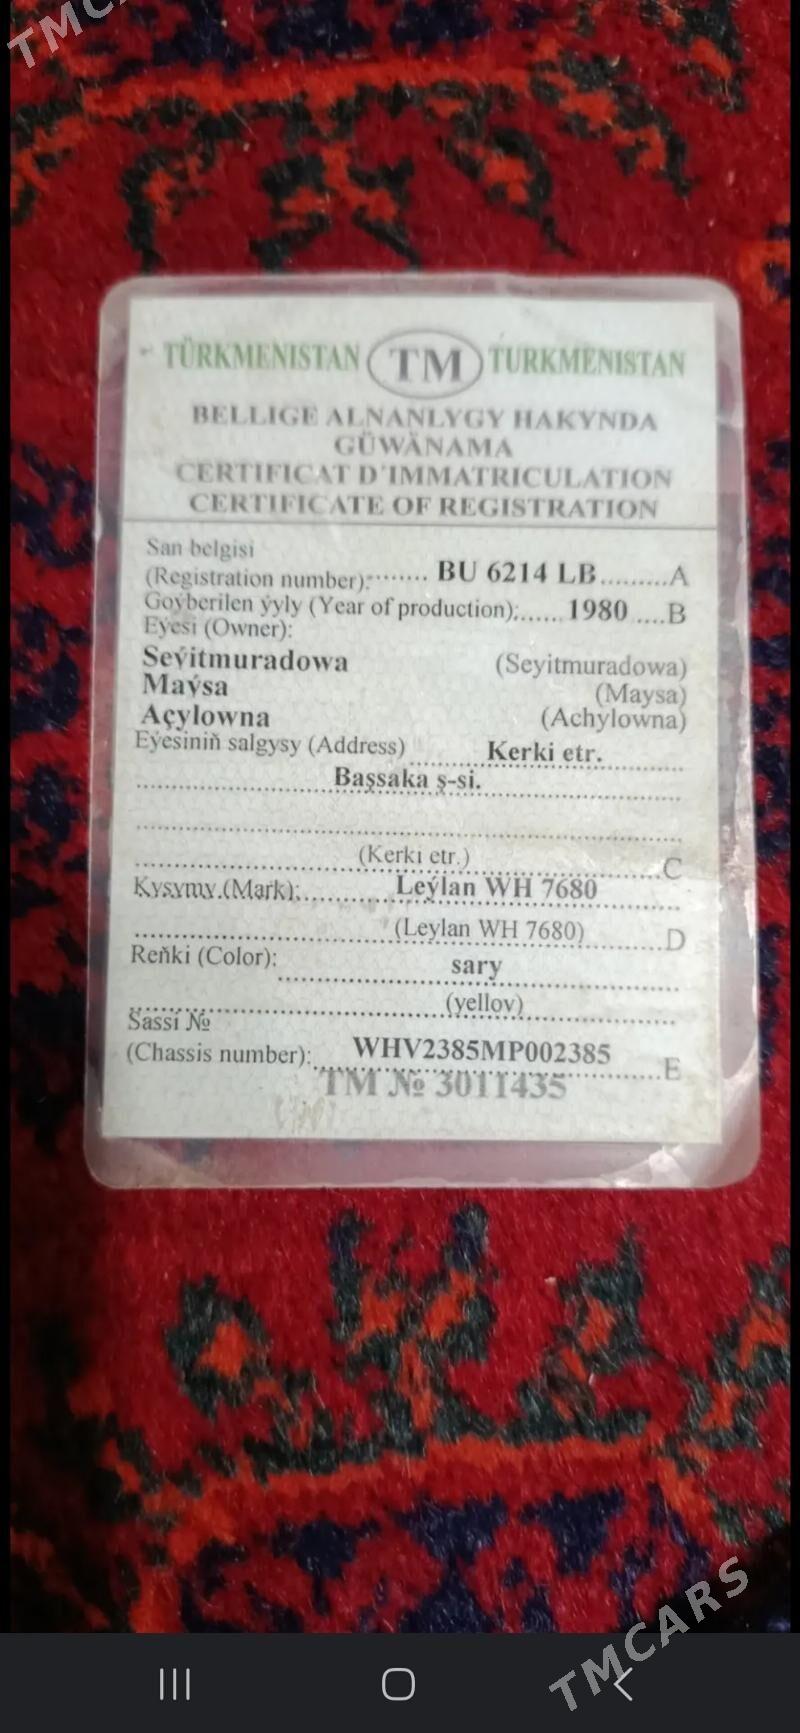 TMCA
TÜRKMENISTAN TM TURKMENISTAN
BELLIGE ALNANLYGY HAKYNDA
GÜWÄNAMA
CERTIFICAT D'IMMATRICULATION
CERTIFICATE OF REGISTRATION
San belgisi
(Registration number):........ BU 6214 LB.........A
Goýberilen ýyly (Year of production):...... 1980 ....B
Eýesi (Owner):
Seýitmuradowa (Seyitmuradowa)
Maýsa (Maysa)
Açylowna (Achylowna)
Eýesiniň salgysy (Address) Kerki etr.
Başsaka ş-si.
(Kerki etr.) C
Kysymy (Mark): Leýlan WH 7680
(Leylan WH 7680) D
Reňki (Color): sary
(yellov)
Şassi №
(Chassis number): WHV2385MP002385 E
TM № 3011435
TMCARS